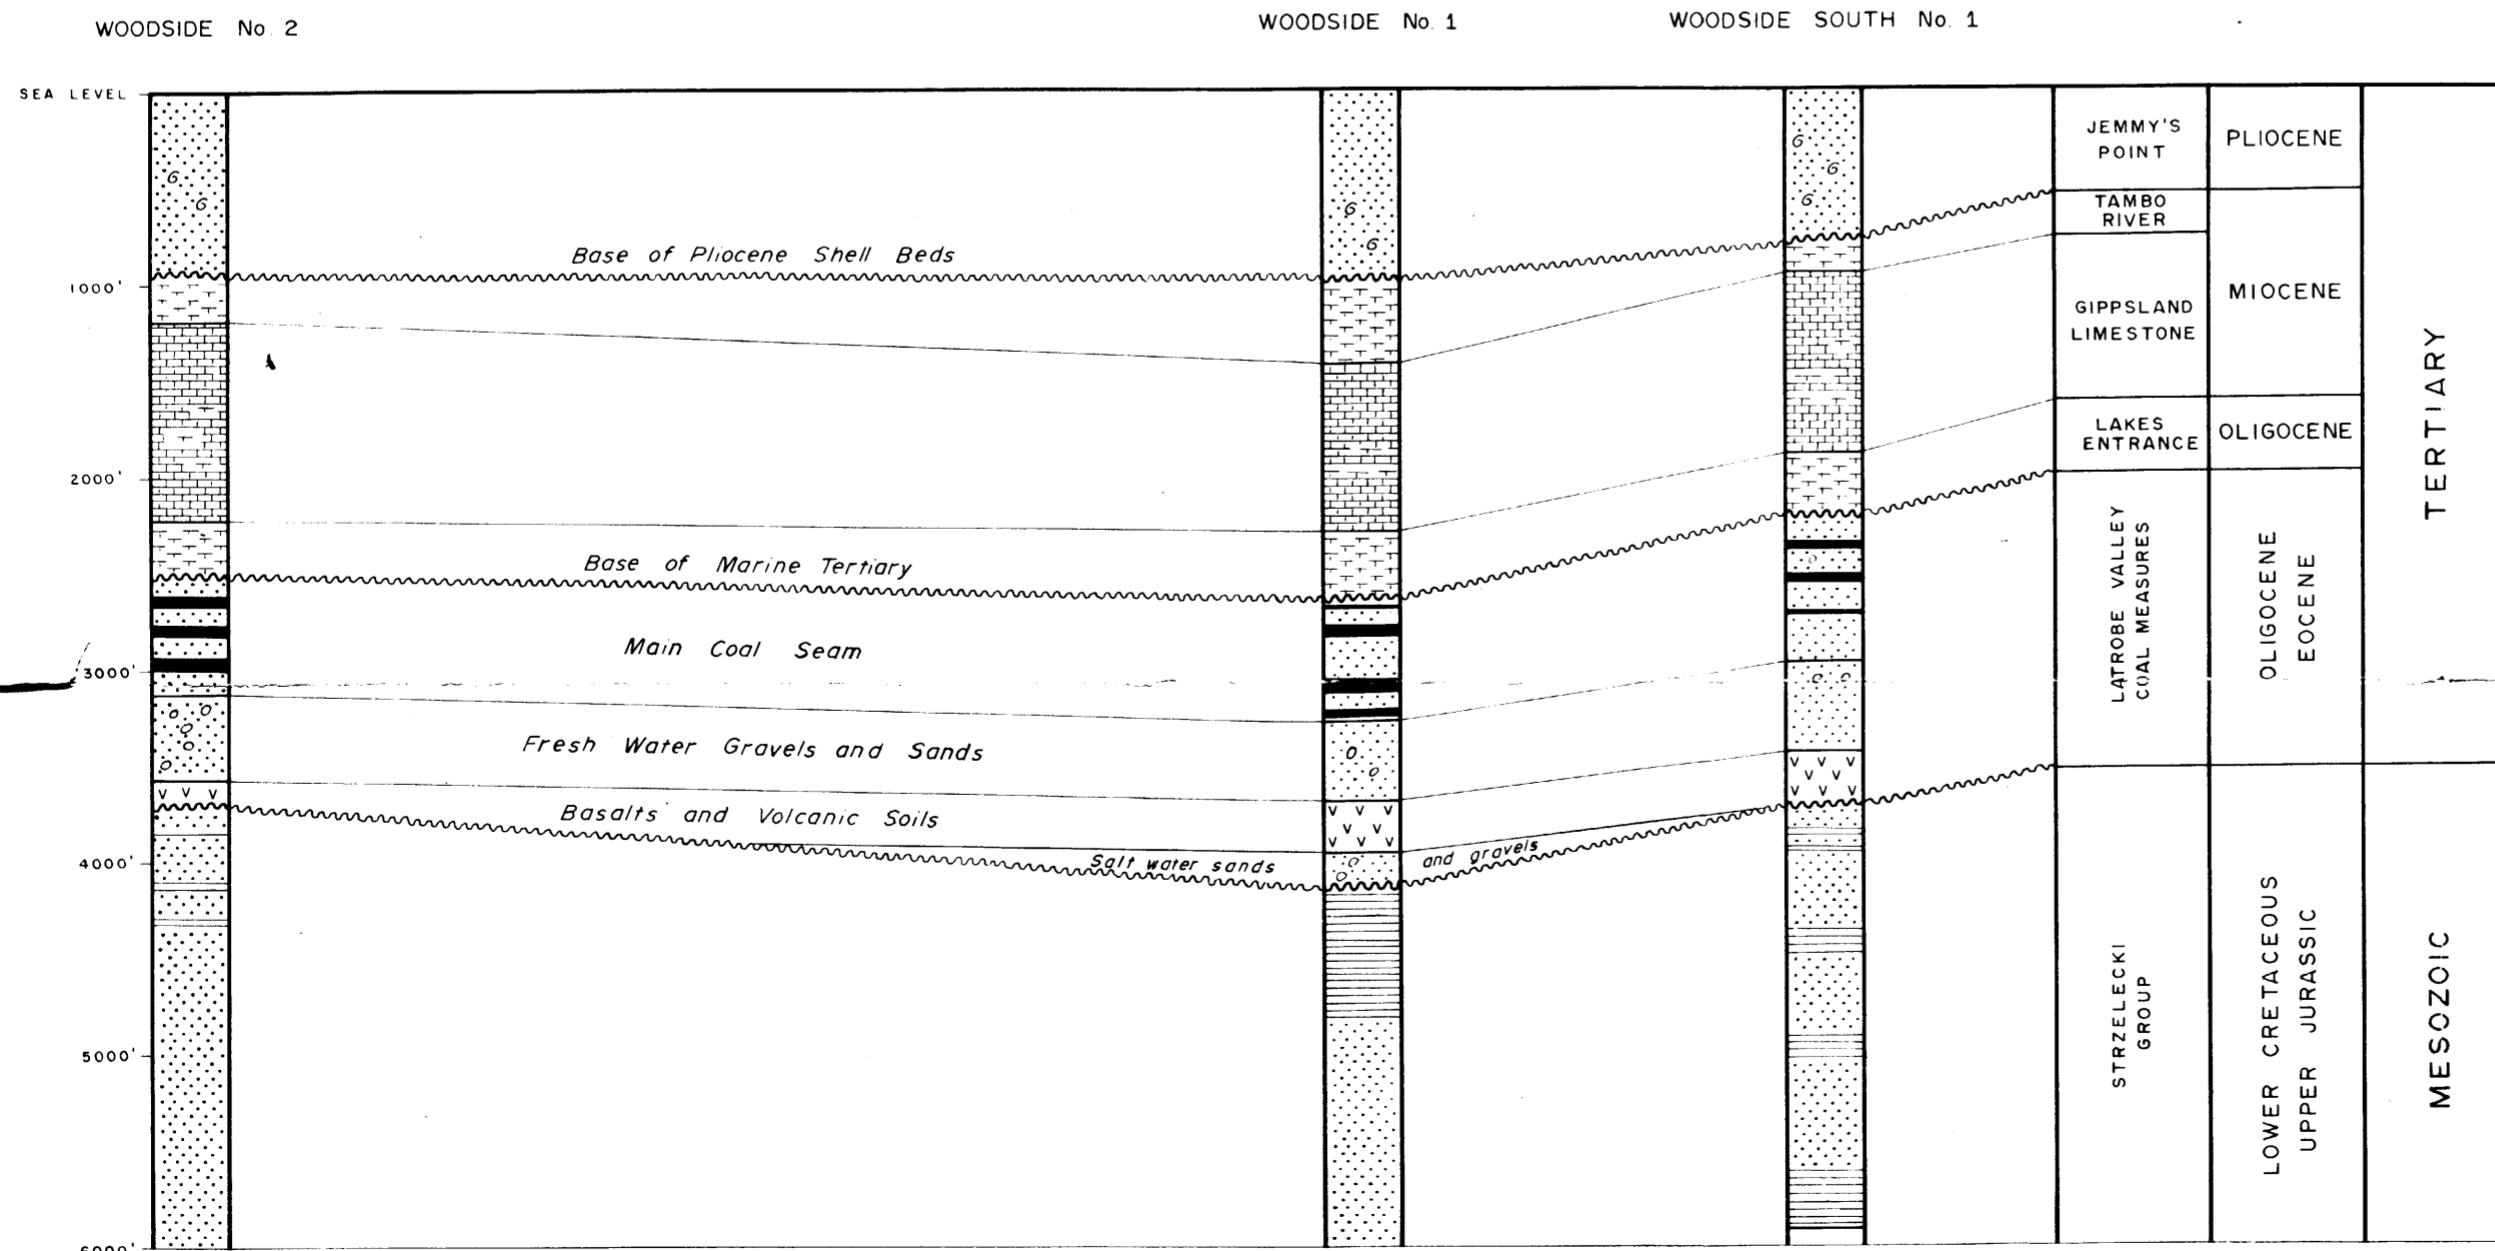 WOODSIDE No. 2
WOODSIDE No. 1
WOODSIDE SOUTH No. 1
SEA LEVEL
1000'
2000'
3000'
4000'
5000'
6000'
G
G
G
G
G
G
G
Base of Pliocene Shell Beds
Base of Marine Tertiary
Main Coal Seam
Fresh Water Gravels and Sands
Basalts and Volcanic Soils
Salt water sands and gravels
JEMMY'S
POINT
TAMBO
RIVER
GIPPSLAND
LIMESTONE
LAKES
ENTRANCE
LATROBE VALLEY
COAL MEASURES
STRZELECKI
GROUP
PLIOCENE
MIOCENE
OLIGOCENE
OLIGOCENE
EOCENE
LOWER CRETACEOUS
UPPER JURASSIC
TERTIARY
MESOZOIC